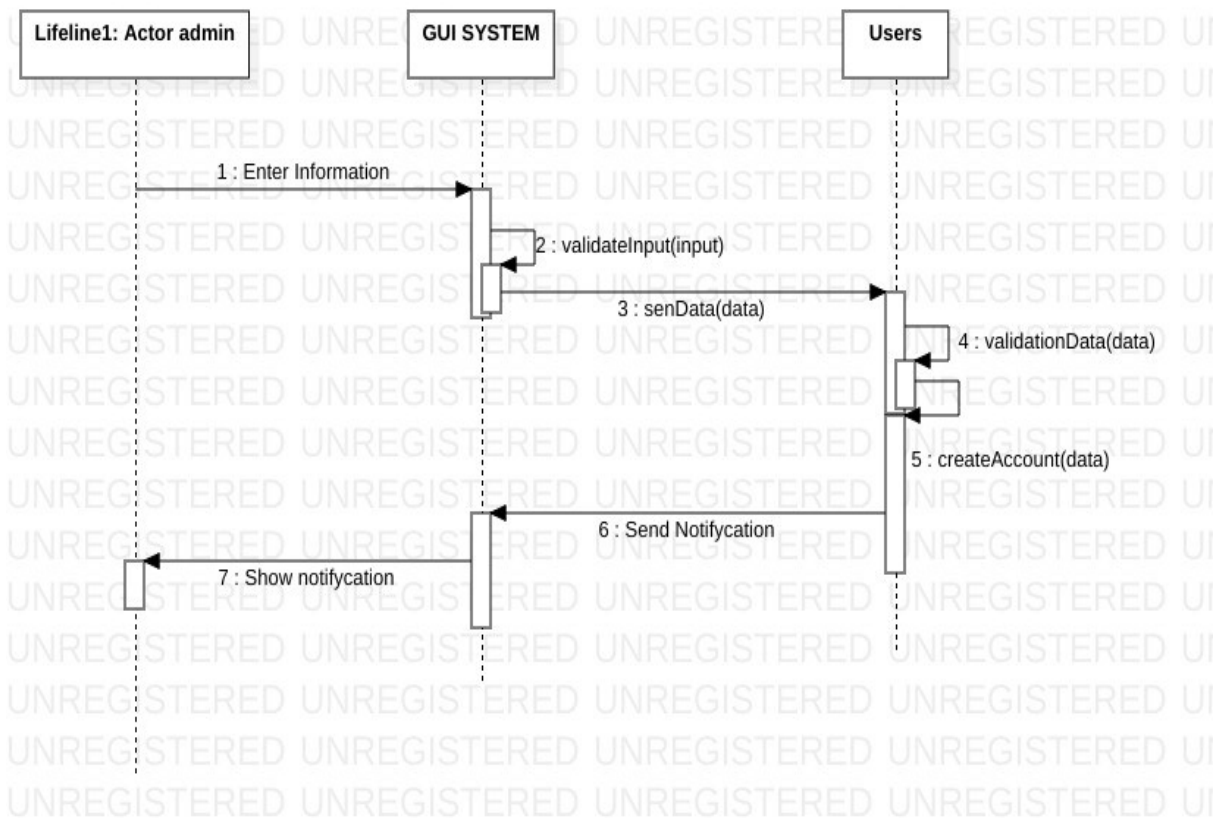 Lifeline1: Actor admin
GUI SYSTEM
Users
1 : Enter Information
2 : validateInput(input)
3 : senData(data)
4 : validationData(data)
5 : createAccount(data)
6 : Send Notifycation
7 : Show notifycation
UNREGISTERED